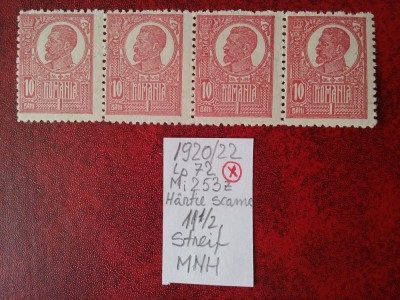 10 10 10 10
ROMANIA ROMANIA ROMANIA ROMANIA
BANI BANI BANI BANI
1920/22
Lp 72
Mi 253z
Hârtie scame
11 1/2
Streif
MNH